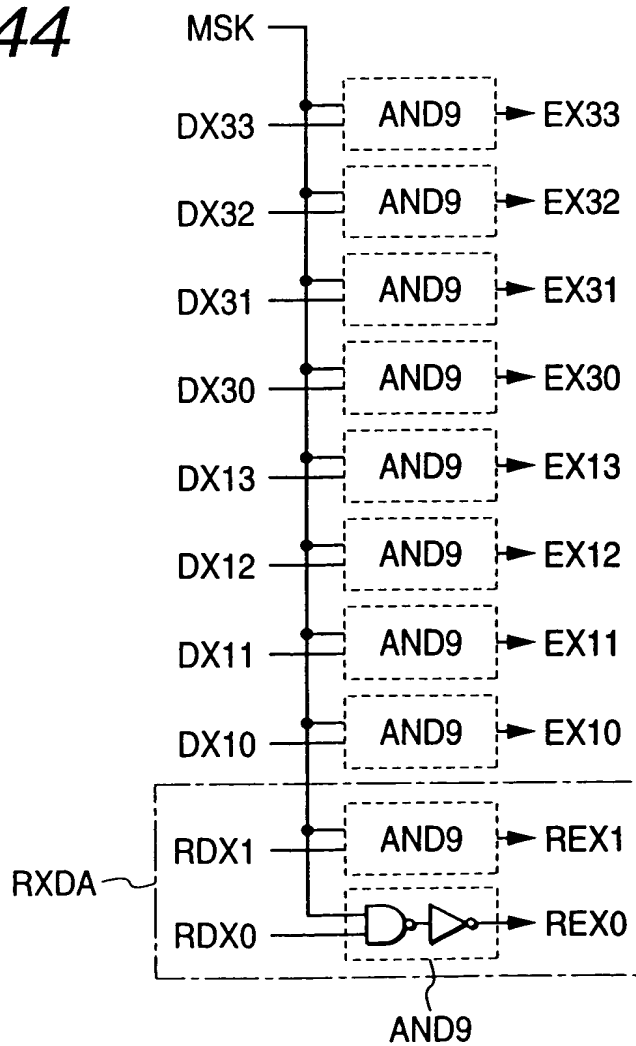 44
MSK
DX33 AND9 EX33
DX32 AND9 EX32
DX31 AND9 EX31
DX30 AND9 EX30
DX13 AND9 EX13
DX12 AND9 EX12
DX11 AND9 EX11
DX10 AND9 EX10
RDX1 AND9 REX1
RXDA
RDX0 REX0
AND9